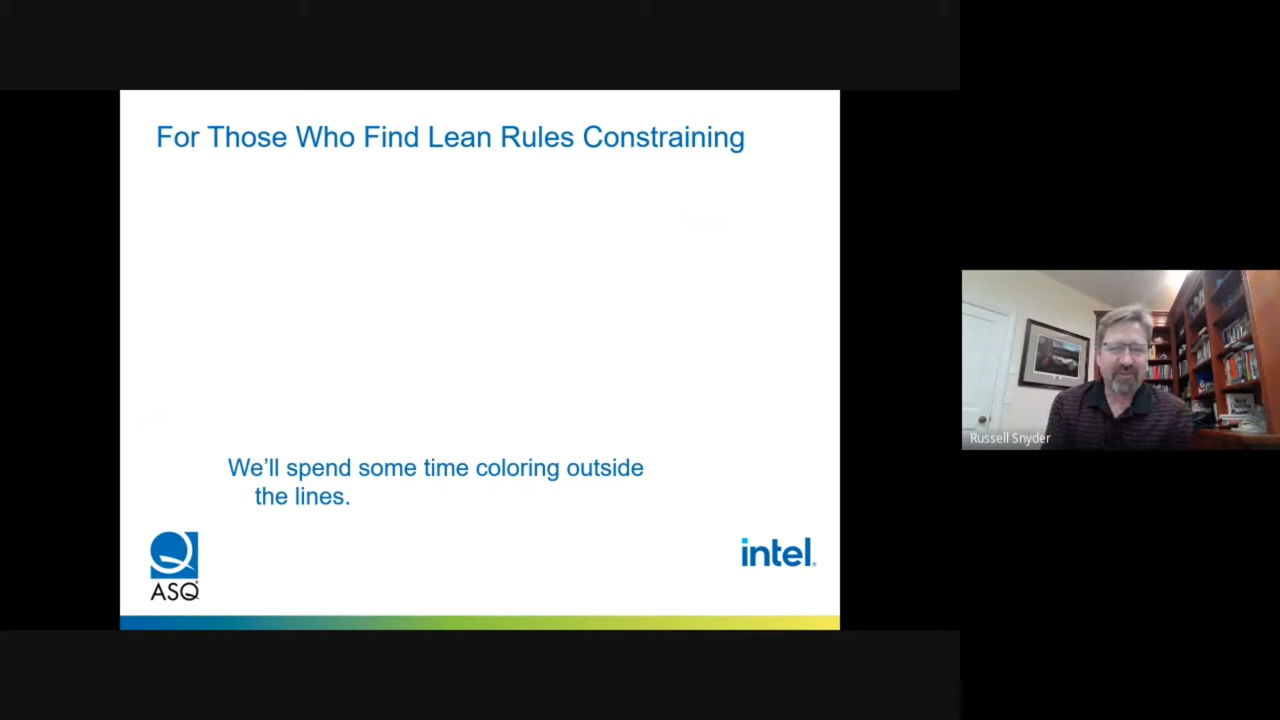 For Those Who Find Lean Rules Constraining
We'll spend some time coloring outside
the lines.
ASQ
intel.
Russell Snyder